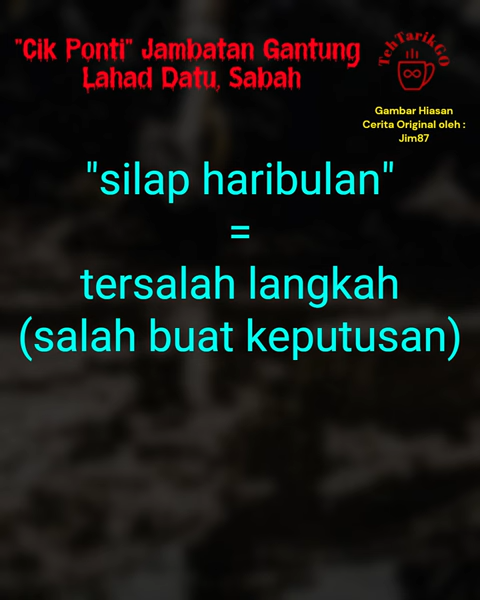 "Cik Ponti" Jambatan Gantung
Lahad Datu, Sabah
TehTarikGO
Gambar Hiasan
Cerita Original oleh :
Jim87
"silap haribulan"
=
tersalah langkah
(salah buat keputusan)